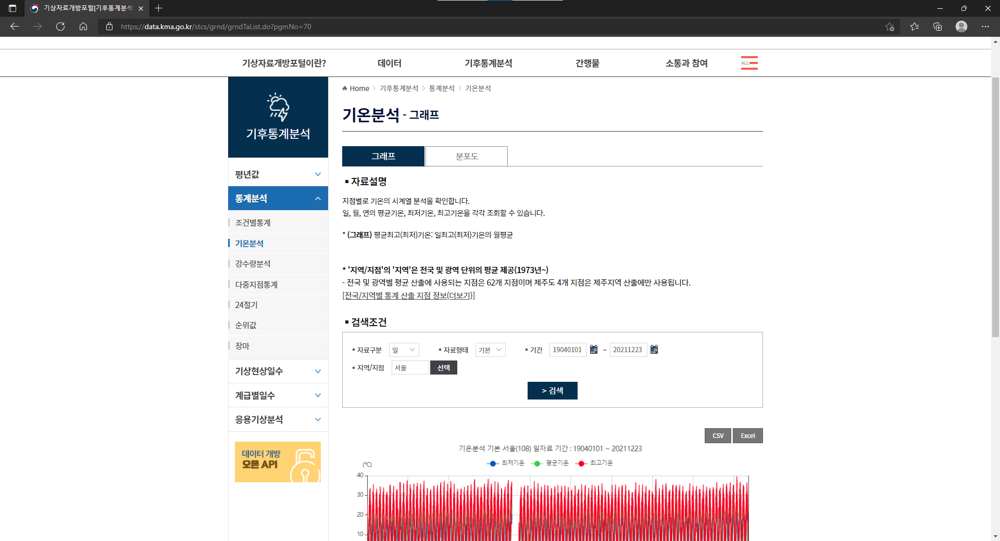 기상자료개방포털[기후통계분석
https://data.kma.go.kr/stcs/grnd/grndTaList.do?pgmNo=70
기상자료개방포털이란? 데이터 기후통계분석 간행물 소통과 참여 ALL
기후통계분석
평년값
통계분석
조건별통계
기온분석
강수량분석
다중지점통계
24절기
순위값
장마
기상현상일수
계급별일수
응용기상분석
데이터 개방
오픈 API
Home > 기후통계분석 > 통계분석 > 기온분석
기온분석 - 그래프
그래프 분포도
자료설명
지점별로 기온의 시계열 분석을 확인합니다.
일, 월, 연의 평균기온, 최저기온, 최고기온을 각각 조회할 수 있습니다.
* (그래프) 평균최고(최저)기온: 일최고(최저)기온의 월평균
* '지역/지점'의 '지역'은 전국 및 광역 단위의 평균 제공(1973년~)
- 전국 및 광역별 평균 산출에 사용되는 지점은 62개 지점이며 제주도 4개 지점은 제주지역 산출에만 사용됩니다.
[전국/지역별 통계 산출 지점 정보(더보기)]
검색조건
자료구분 일 자료형태 기본 기간 19040101 ~ 20211223
지역/지점 서울 선택
> 검색
CSV Excel
기온분석 기본 서울(108) 일자료 기간 : 19040101 ~ 20211223
최저기온 평균기온 최고기온
(℃)
40
30
20
10